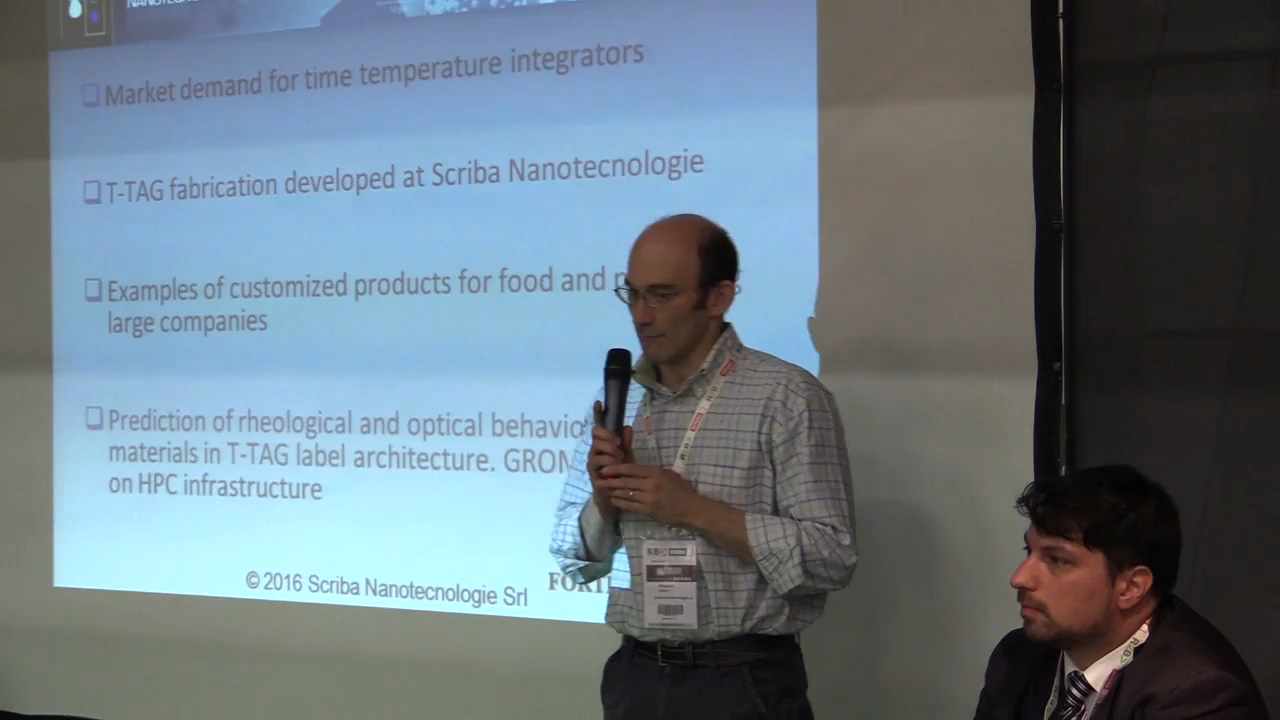 Market demand for time temperature integrators
T-TAG fabrication developed at Scriba Nanotecnologie
Examples of customized products for food and
large companies
Prediction of rheological and optical
materials in T-TAG label architecture.
on HPC infrastructure
© 2016 Scriba Nanotecnologie Srl